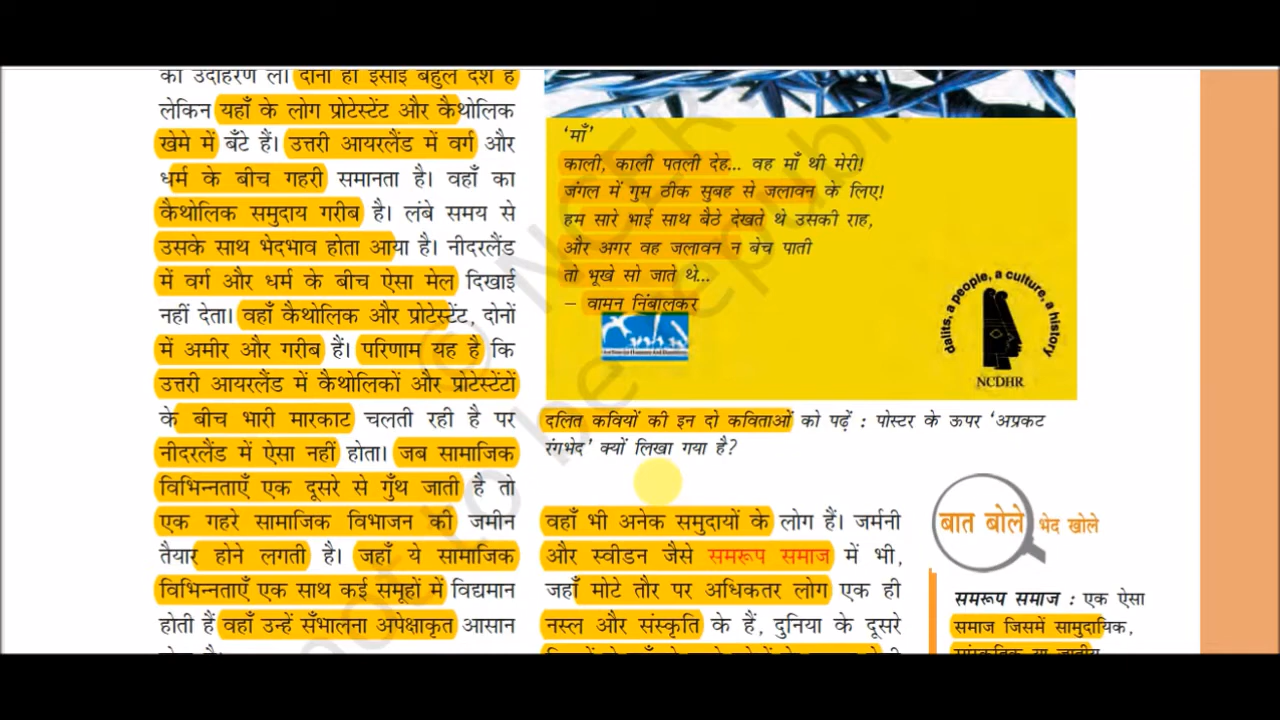 का उदाहरण लें। दोनों ही ईसाई बहुल देश हैं
लेकिन यहाँ के लोग प्रोटेस्टेंट और कैथोलिक
खेमे में बँटे हैं। उत्तरी आयरलैंड में वर्ग और
धर्म के बीच गहरी समानता है। वहाँ का
कैथोलिक समुदाय गरीब है। लंबे समय से
उसके साथ भेदभाव होता आया है। नीदरलैंड
में वर्ग और धर्म के बीच ऐसा मेल दिखाई
नहीं देता। वहाँ कैथोलिक और प्रोटेस्टेंट, दोनों
में अमीर और गरीब हैं। परिणाम यह है कि
उत्तरी आयरलैंड में कैथोलिकों और प्रोटेस्टेंटों
के बीच भारी मारकाट चलती रही है पर
नीदरलैंड में ऐसा नहीं होता। जब सामाजिक
विभिन्नताएँ एक दूसरे से गुँथ जाती है तो
एक गहरे सामाजिक विभाजन की जमीन
तैयार होने लगती है। जहाँ ये सामाजिक
विभिन्नताएँ एक साथ कई समूहों में विद्यमान
होती हैं वहाँ उन्हें सँभालना अपेक्षाकृत आसान
'माँ'
काली, काली पतली देह... वह माँ थी मेरी!
जंगल में गुम ठीक सुबह से जलावन के लिए!
हम सारे भाई साथ बैठे देखते थे उसकी राह,
और अगर वह जलावन न बेच पाती
तो भूखे सो जाते थे...
– वामन निंबालकर
dalits, a people, a culture, a history
NCDHR
दलित कवियों की इन दो कविताओं को पढ़ें : पोस्टर के ऊपर 'अप्रकट
रंगभेद' क्यों लिखा गया है?
वहाँ भी अनेक समुदायों के लोग हैं। जर्मनी
और स्वीडन जैसे समरूप समाज में भी,
जहाँ मोटे तौर पर अधिकतर लोग एक ही
नस्ल और संस्कृति के हैं, दुनिया के दूसरे
बात बोले भेद खोले
समरूप समाज : एक ऐसा
समाज जिसमें सामुदायिक,
सांस्कृतिक या जातीय
© NCER
not to be republi